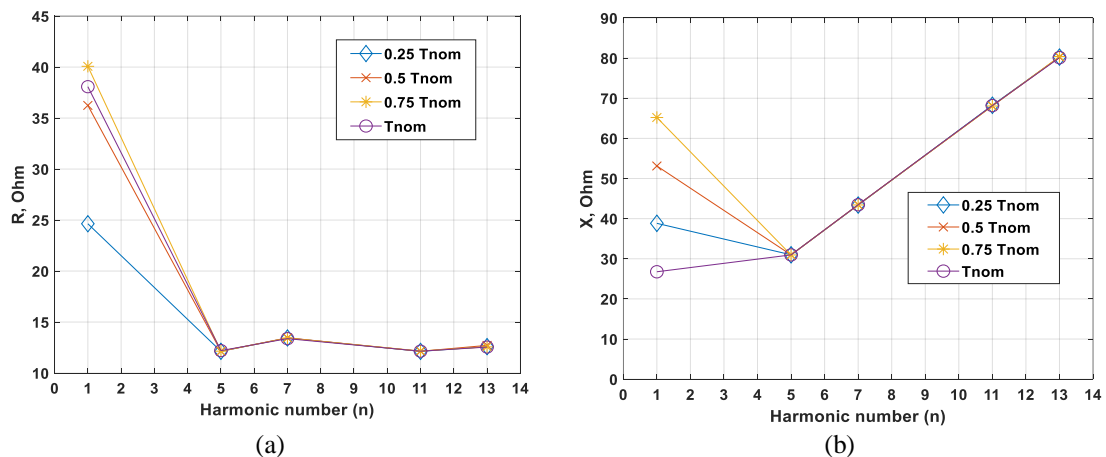 45
40
35
30
25
20
15
10
R, Ohm
0.25 Tnom
0.5 Tnom
0.75 Tnom
Tnom
0 1 2 3 4 5 6 7 8 9 10 11 12 13 14
Harmonic number (n)
(a)
90
80
70
60
50
40
30
20
10
0
X, Ohm
0.25 Tnom
0.5 Tnom
0.75 Tnom
Tnom
0 1 2 3 4 5 6 7 8 9 10 11 12 13 14
Harmonic number (n)
(b)